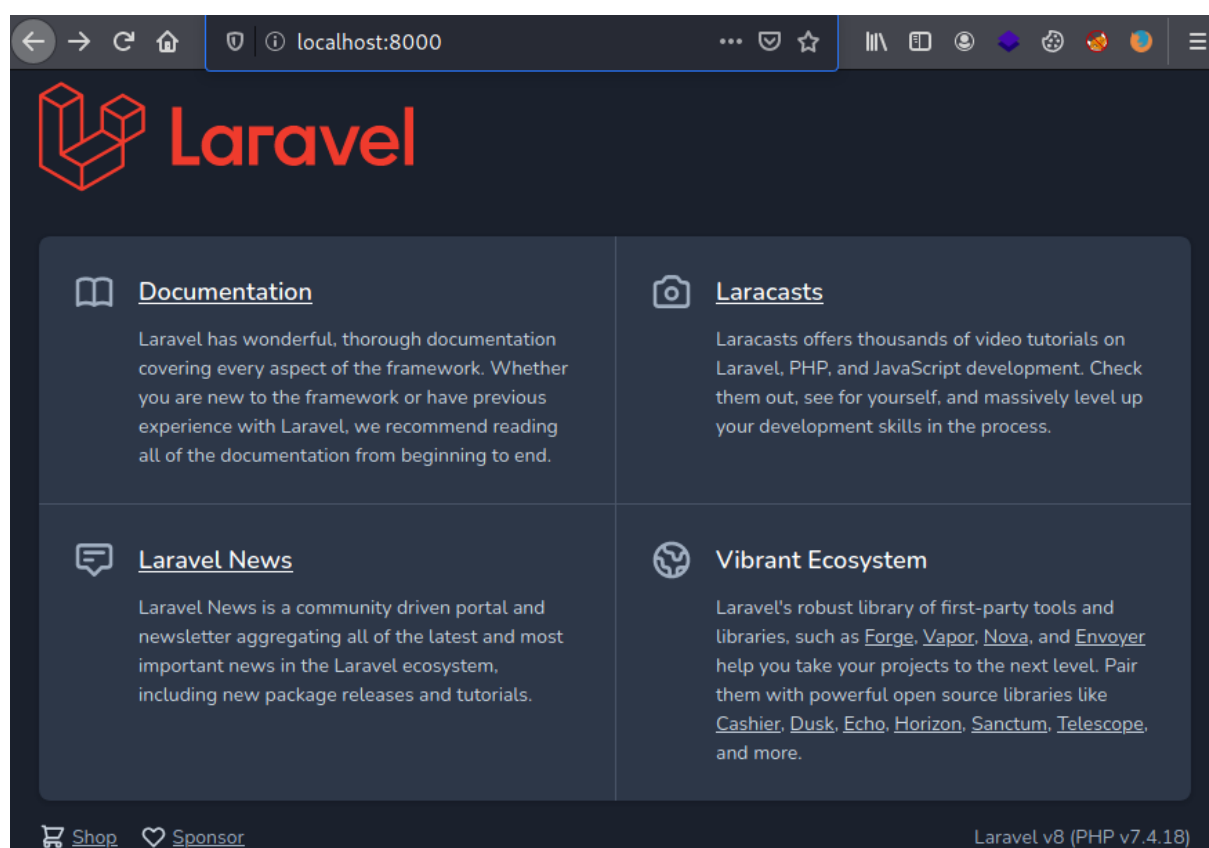 localhost:8000
Laravel
Documentation
Laravel has wonderful, thorough documentation
covering every aspect of the framework. Whether
you are new to the framework or have previous
experience with Laravel, we recommend reading
all of the documentation from beginning to end.
Laracasts
Laracasts offers thousands of video tutorials on
Laravel, PHP, and JavaScript development. Check
them out, see for yourself, and massively level up
your development skills in the process.
Laravel News
Laravel News is a community driven portal and
newsletter aggregating all of the latest and most
important news in the Laravel ecosystem,
including new package releases and tutorials.
Vibrant Ecosystem
Laravel's robust library of first-party tools and
libraries, such as Forge, Vapor, Nova, and Envoyer
help you take your projects to the next level. Pair
them with powerful open source libraries like
Cashier, Dusk, Echo, Horizon, Sanctum, Telescope,
and more.
Shop Sponsor
Laravel v8 (PHP v7.4.18)